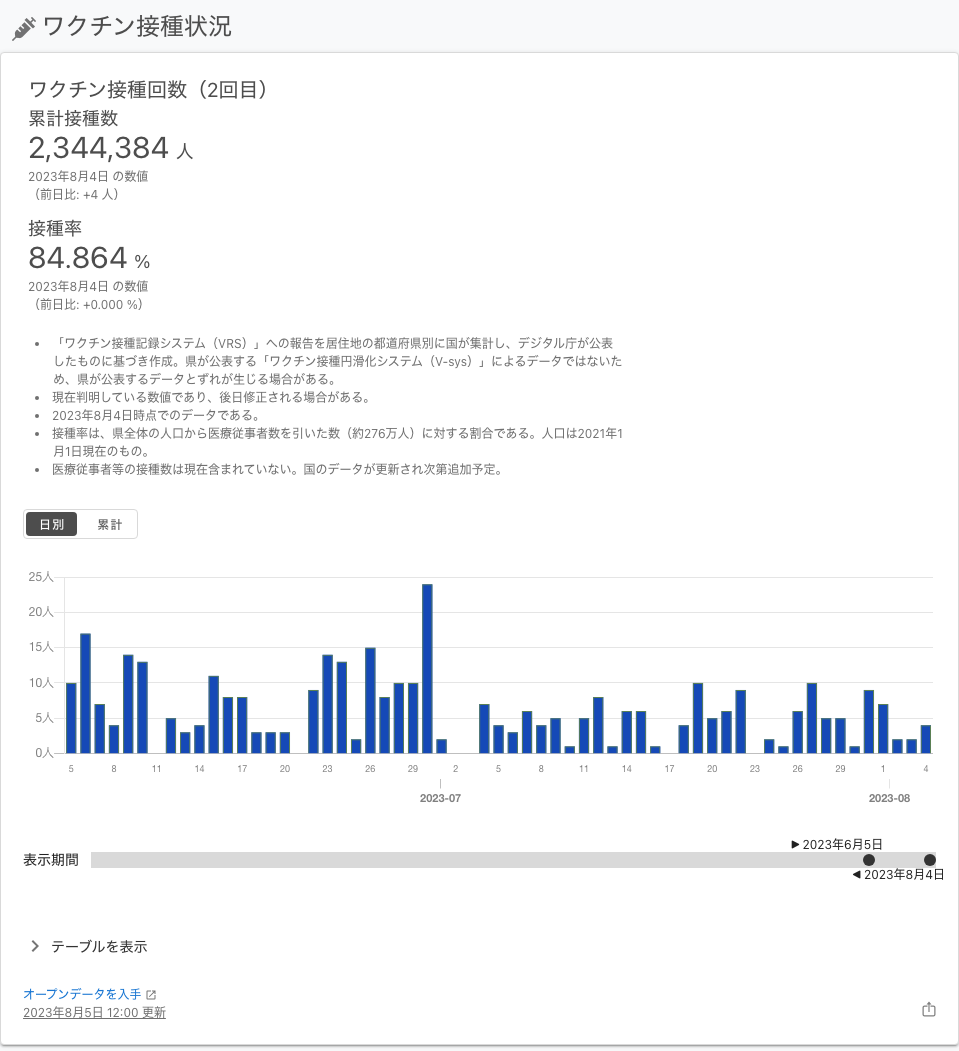 ワクチン接種状況
ワクチン接種回数（2回目）
累計接種数
2,344,384 人
2023年8月4日 の数値
（前日比: +4 人）
接種率
84.864 %
2023年8月4日 の数値
（前日比: +0.000 %）
• 「ワクチン接種記録システム（VRS）」への報告を居住地の都道府県別に国が集計し、デジタル庁が公表
したものに基づき作成。県が公表する「ワクチン接種円滑化システム（V-sys）」によるデータではないた
め、県が公表するデータとずれが生じる場合がある。
• 現在判明している数値であり、後日修正される場合がある。
• 2023年8月4日時点でのデータである。
• 接種率は、県全体の人口から医療従事者数を引いた数（約276万人）に対する割合である。人口は2021年1
月1日現在のもの。
• 医療従事者等の接種数は現在含まれていない。国のデータが更新され次第追加予定。
日別 累計
25人
20人
15人
10人
5人
0人
5 8 11 14 17 20 23 26 29 2 5 8 11 14 17 20 23 26 29 1 4
2023-07 2023-08
▶ 2023年6月5日
表示期間
◀ 2023年8月4日
テーブルを表示
オープンデータを入手
2023年8月5日 12:00 更新